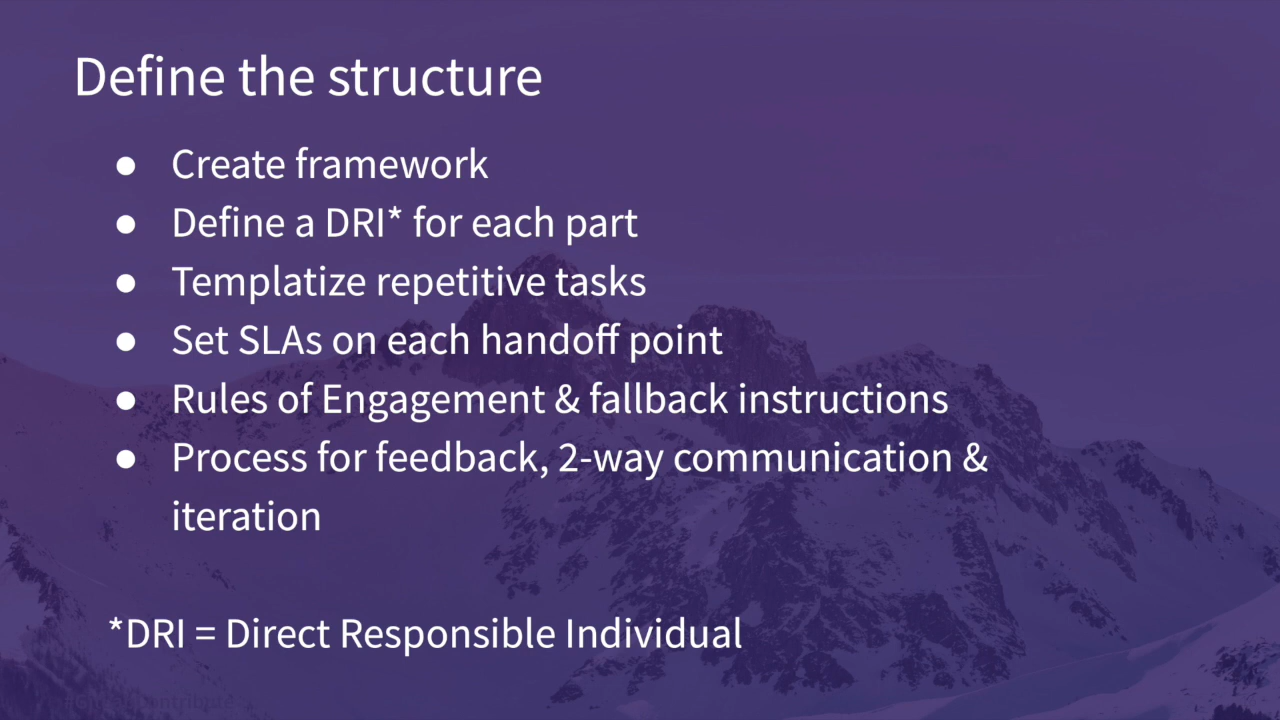 Define the structure
● Create framework
● Define a DRI* for each part
● Templatize repetitive tasks
● Set SLAs on each handoff point
● Rules of Engagement & fallback instructions
● Process for feedback, 2-way communication &
iteration
*DRI = Direct Responsible Individual